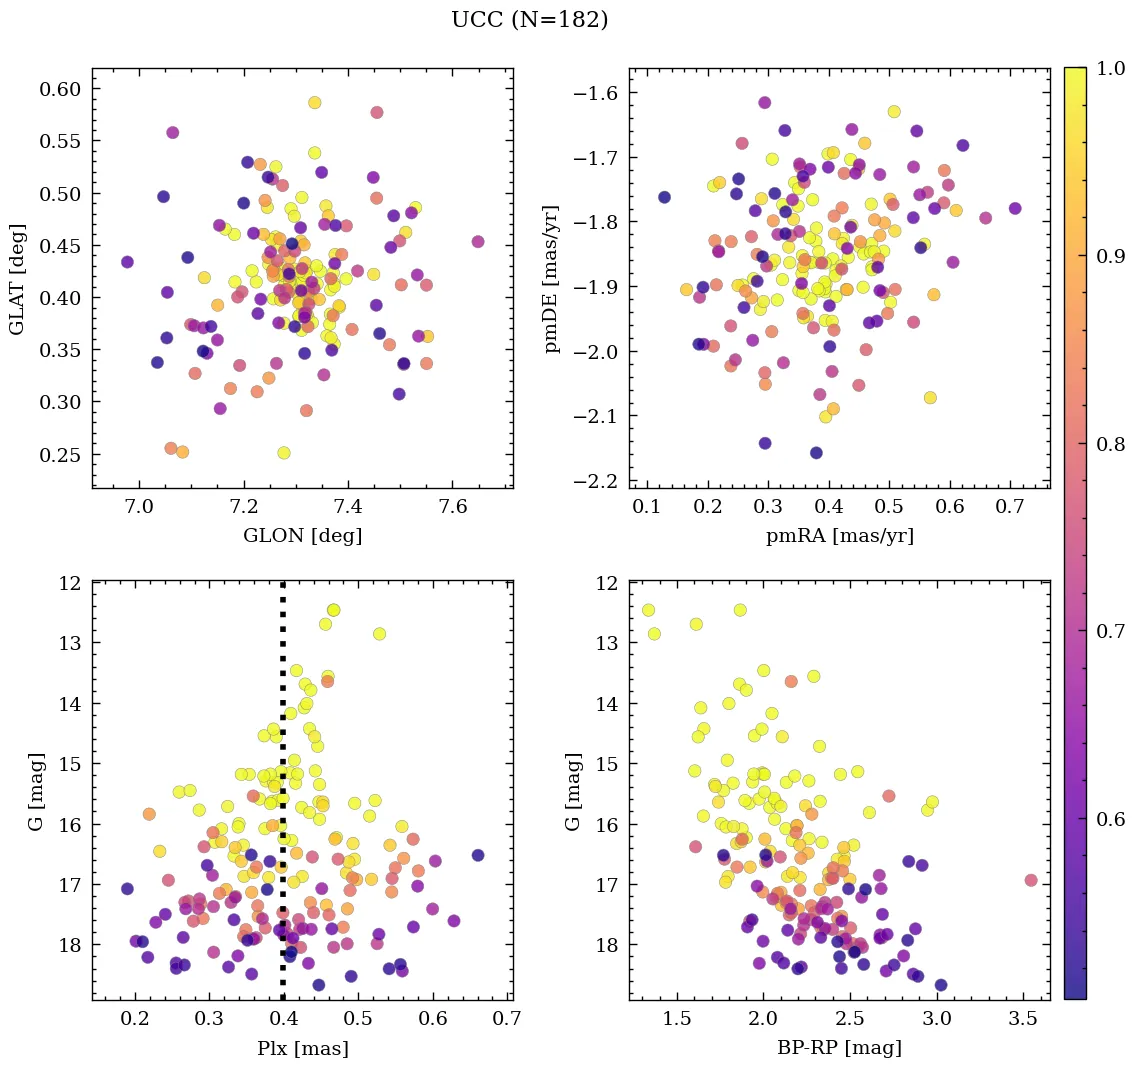 UCC (N=182)
0.60
0.55
0.50
0.45
0.40
0.35
0.30
0.25
GLAT [deg]
7.0 7.2 7.4 7.6
GLON [deg]
−1.6
−1.7
−1.8
−1.9
−2.0
−2.1
−2.2
pmDE [mas/yr]
0.1 0.2 0.3 0.4 0.5 0.6 0.7
pmRA [mas/yr]
12
13
14
15
16
17
18
G [mag]
0.2 0.3 0.4 0.5 0.6 0.7
Plx [mas]
12
13
14
15
16
17
18
G [mag]
1.5 2.0 2.5 3.0 3.5
BP-RP [mag]
1.0
0.9
0.8
0.7
0.6